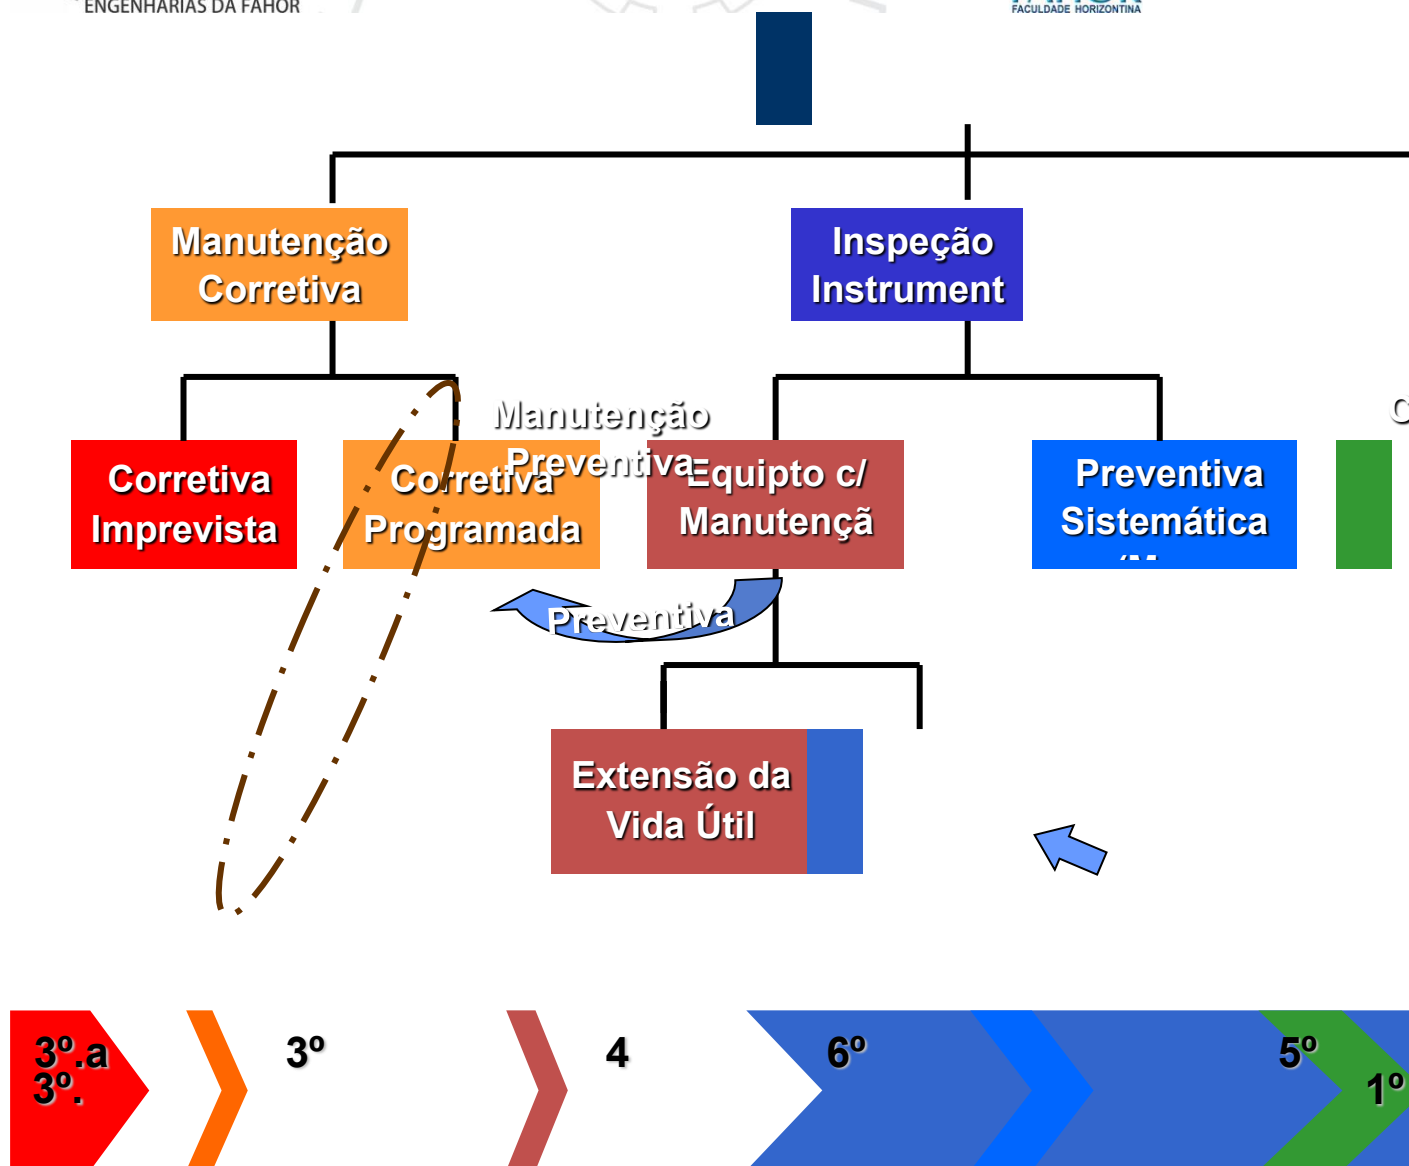 ENGENHARIAS DA FAHOR
FACULDADE HORIZONTINA
Manutenção
Corretiva
Inspeção
Instrument
Manutenção
Preventiva
C
Corretiva
Imprevista
Corretiva
Programada
Equipto c/
Manutençã
Preventiva
Sistemática
Preventiva
Extensão da
Vida Útil
3º.a
3º.
3º
4
6º
5º
1º